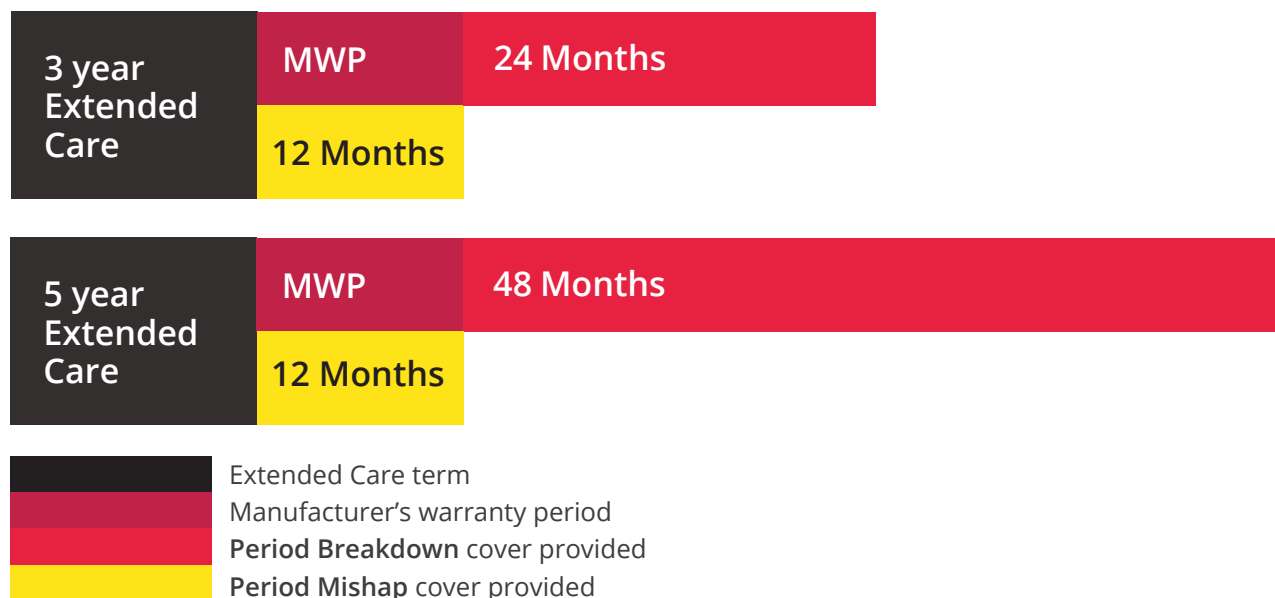 3 year
Extended
Care
MWP
24 Months
12 Months
5 year
Extended
Care
MWP
48 Months
12 Months
Extended Care term
Manufacturer’s warranty period
Period Breakdown cover provided
Period Mishap cover provided